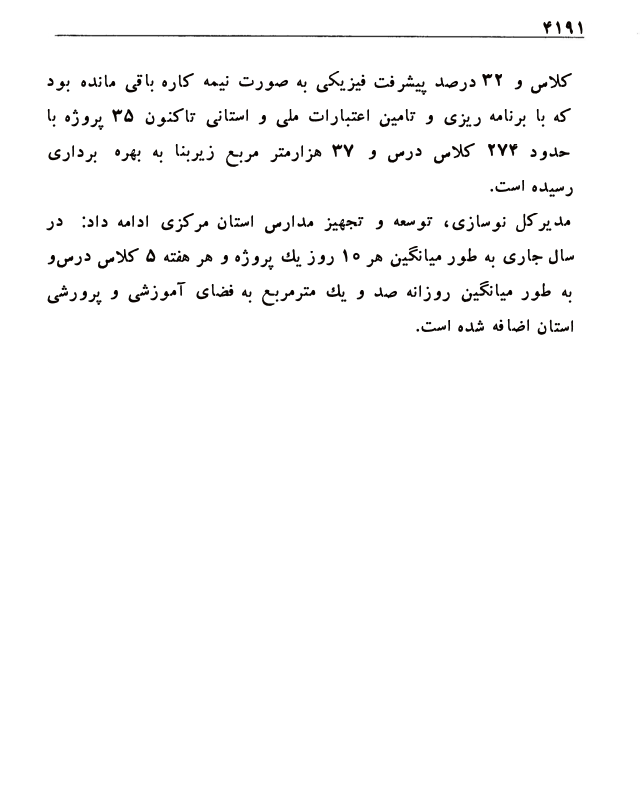 ۴۱۹۱
کلاس و ۳۲ درصد پیشرفت فیزیکی به صورت نیمه کاره باقی مانده بود
که با برنامه ریزی و تامین اعتبارات ملی و استانی تاکنون ۳۵ پروژه با
حدود ۲۷۴ کلاس درس و ۳۷ هزارمتر مربع زیربنا به بهره برداری
رسیده است.
مدیرکل نوسازی، توسعه و تجهیز مدارس استان مرکزی ادامه داد: در
سال جاری به طور میانگین هر ۱۰ روز یك پروژه و هر هفته ۵ کلاس درس و
به طور میانگین روزانه صد و یك مترمربع به فضای آموزشی و پرورشی
استان اضافه شده است.